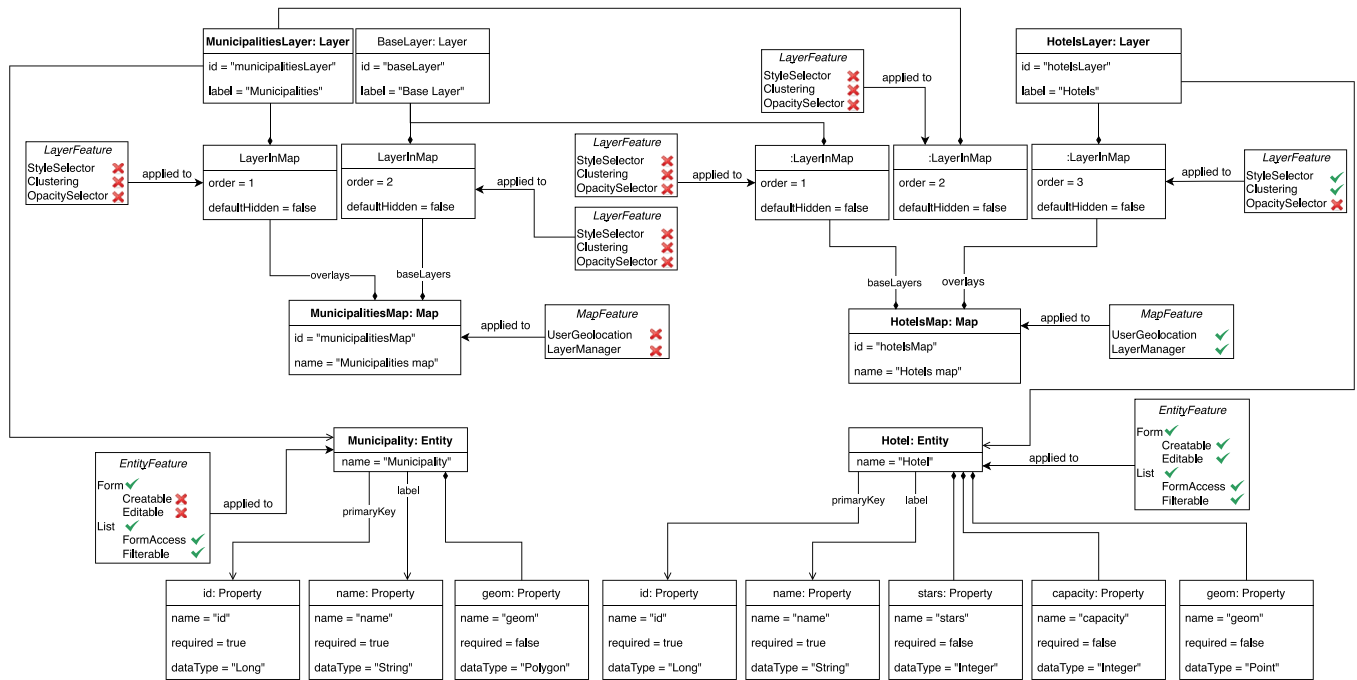 MunicipalitiesLayer: Layer
id = "municipalitiesLayer"
label = "Municipalities"
BaseLayer: Layer
id = "baseLayer"
label = "Base Layer"
LayerFeature
StyleSelector
Clustering
OpacitySelector
applied to
HotelsLayer: Layer
id = "hotelsLayer"
label = "Hotels"
LayerFeature
StyleSelector
Clustering
OpacitySelector
applied to
LayerInMap
order = 1
defaultHidden = false
LayerInMap
order = 2
defaultHidden = false
applied to
LayerFeature
StyleSelector
Clustering
OpacitySelector
applied to
LayerFeature
StyleSelector
Clustering
OpacitySelector
:LayerInMap
order = 1
defaultHidden = false
:LayerInMap
order = 2
defaultHidden = false
:LayerInMap
order = 3
defaultHidden = false
applied to
LayerFeature
StyleSelector
Clustering
OpacitySelector
overlays
baseLayers
baseLayers
overlays
MunicipalitiesMap: Map
id = "municipalitiesMap"
name = "Municipalities map"
applied to
MapFeature
UserGeolocation
LayerManager
HotelsMap: Map
id = "hotelsMap"
name = "Hotels map"
applied to
MapFeature
UserGeolocation
LayerManager
EntityFeature
Form
Creatable
Editable
List
FormAccess
Filterable
applied to
Municipality: Entity
name = "Municipality"
primaryKey
label
Hotel: Entity
name = "Hotel"
primaryKey
label
applied to
EntityFeature
Form
Creatable
Editable
List
FormAccess
Filterable
id: Property
name = "id"
required = true
dataType = "Long"
name: Property
name = "name"
required = true
dataType = "String"
geom: Property
name = "geom"
required = false
dataType = "Polygon"
id: Property
name = "id"
required = true
dataType = "Long"
name: Property
name = "name"
required = true
dataType = "String"
stars: Property
name = "stars"
required = false
dataType = "Integer"
capacity: Property
name = "capacity"
required = false
dataType = "Integer"
geom: Property
name = "geom"
required = false
dataType = "Point"